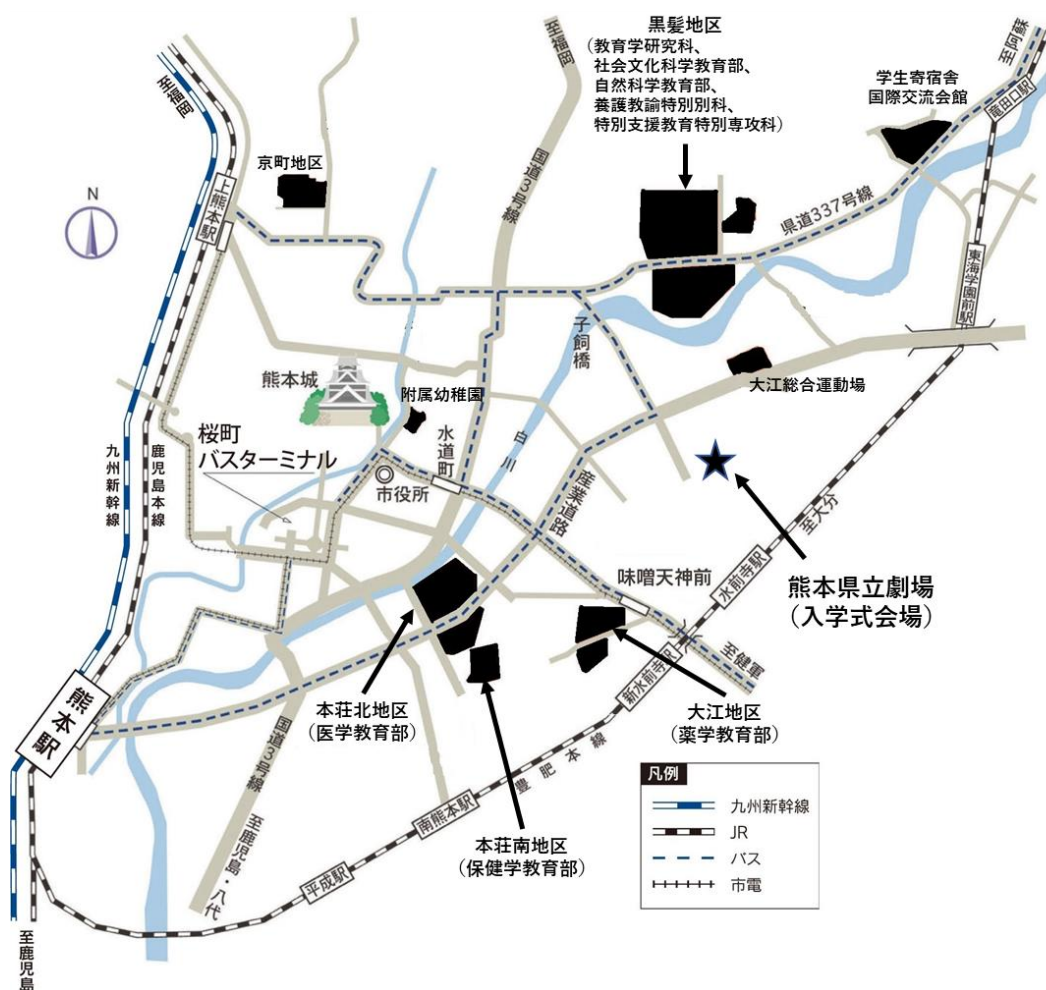 黒髪地区
（教育学研究科、
社会文化科学教育部、
自然科学教育部、
養護教諭特別別科、
特別支援教育特別専攻科）
至福岡
至福岡
至阿蘇
学生寄宿舎
国際交流会館
竜田口駅
京町地区
N
上熊本駅
国道3号線
県道337号線
東海学園前駅
子飼橋
大江総合運動場
熊本城
附属幼稚園
水道町
白川
桜町
バスターミナル
市役所
産業道路
九州新幹線
鹿児島本線
至大分
水前寺駅
味噌天神前
熊本県立劇場
（入学式会場）
至健軍
新水前寺駅
熊本駅
本荘北地区
（医学教育部）
大江地区
（薬学教育部）
国道3号線
豊肥本線
南熊本駅
本荘南地区
（保健学教育部）
平成駅
至鹿児島・八代
至鹿児島
凡例
九州新幹線
JR
バス
市電